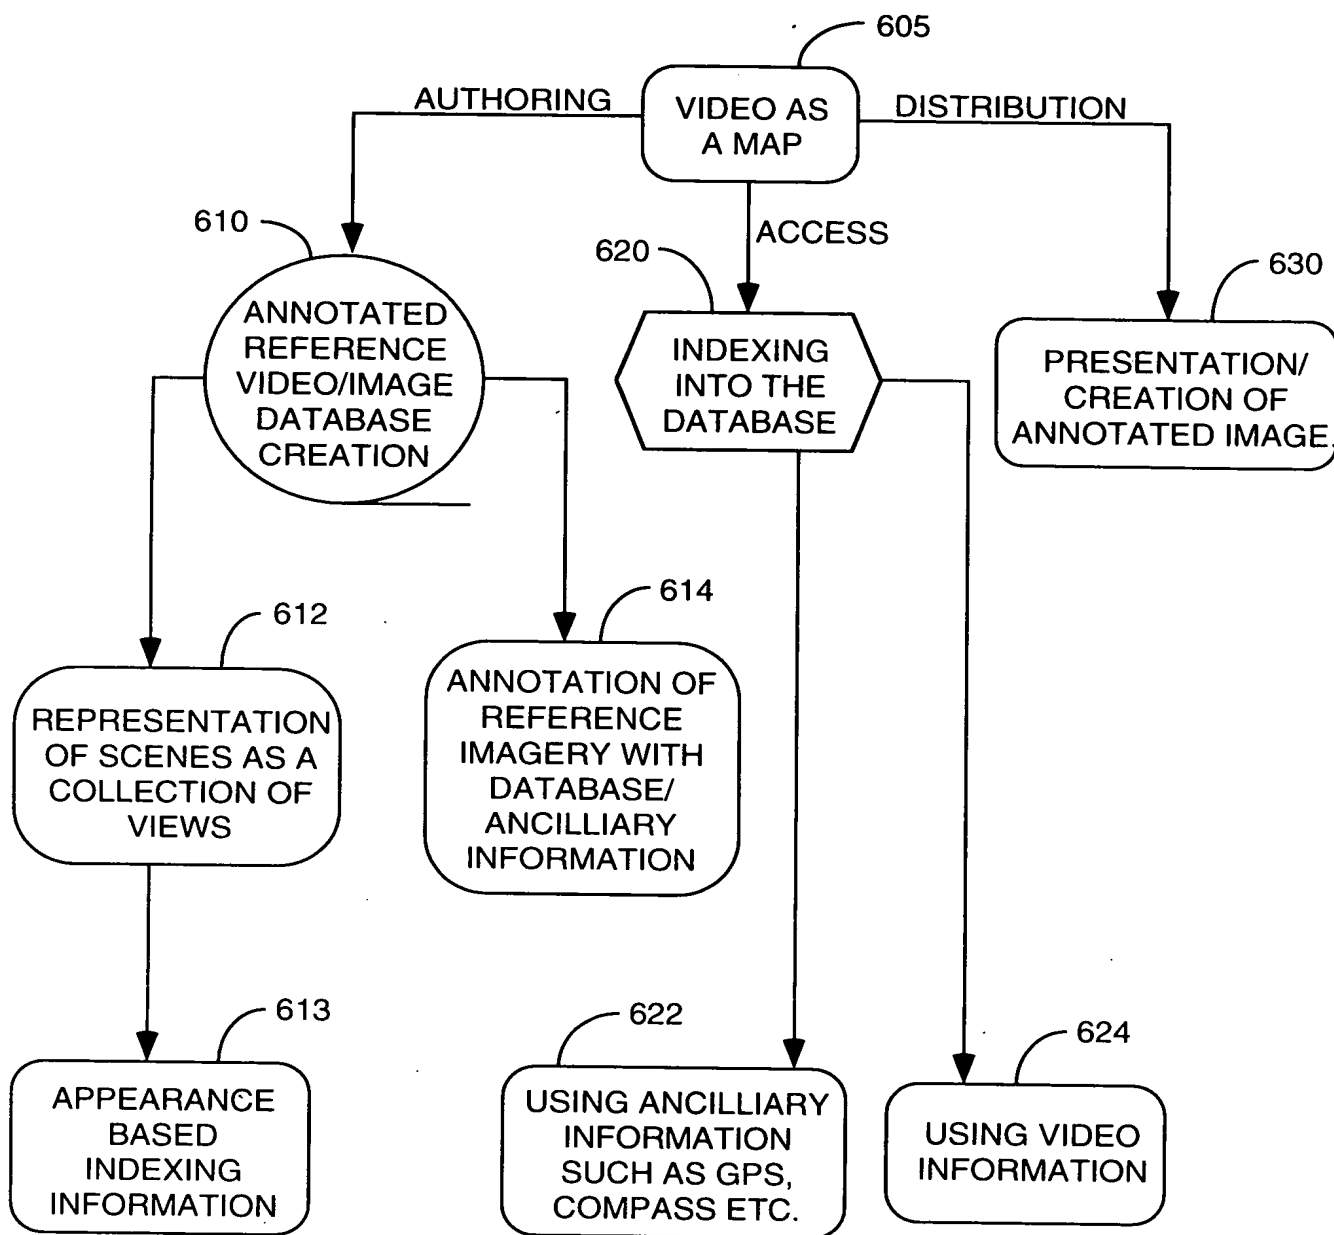 605
AUTHORING
VIDEO AS
A MAP
DISTRIBUTION
610
ACCESS
620
630
ANNOTATED
REFERENCE
VIDEO/IMAGE
DATABASE
CREATION
INDEXING
INTO THE
DATABASE
PRESENTATION/
CREATION OF
ANNOTATED IMAGE.
612
614
REPRESENTATION
OF SCENES AS A
COLLECTION OF
VIEWS
ANNOTATION OF
REFERENCE
IMAGERY WITH
DATABASE/
ANCILLIARY
INFORMATION
613
622
624
APPEARANCE
BASED
INDEXING
INFORMATION
USING ANCILLIARY
INFORMATION
SUCH AS GPS,
COMPASS ETC.
USING VIDEO
INFORMATION